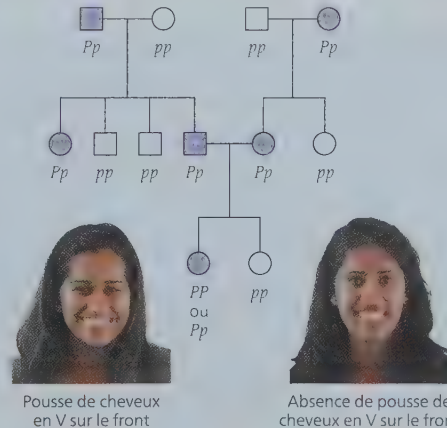 Pp pp pp Pp
Pp pp pp Pp Pp pp
PP pp
ou
Pp
Pousse de cheveux
en V sur le front
Absence de pousse de
cheveux en V sur le front